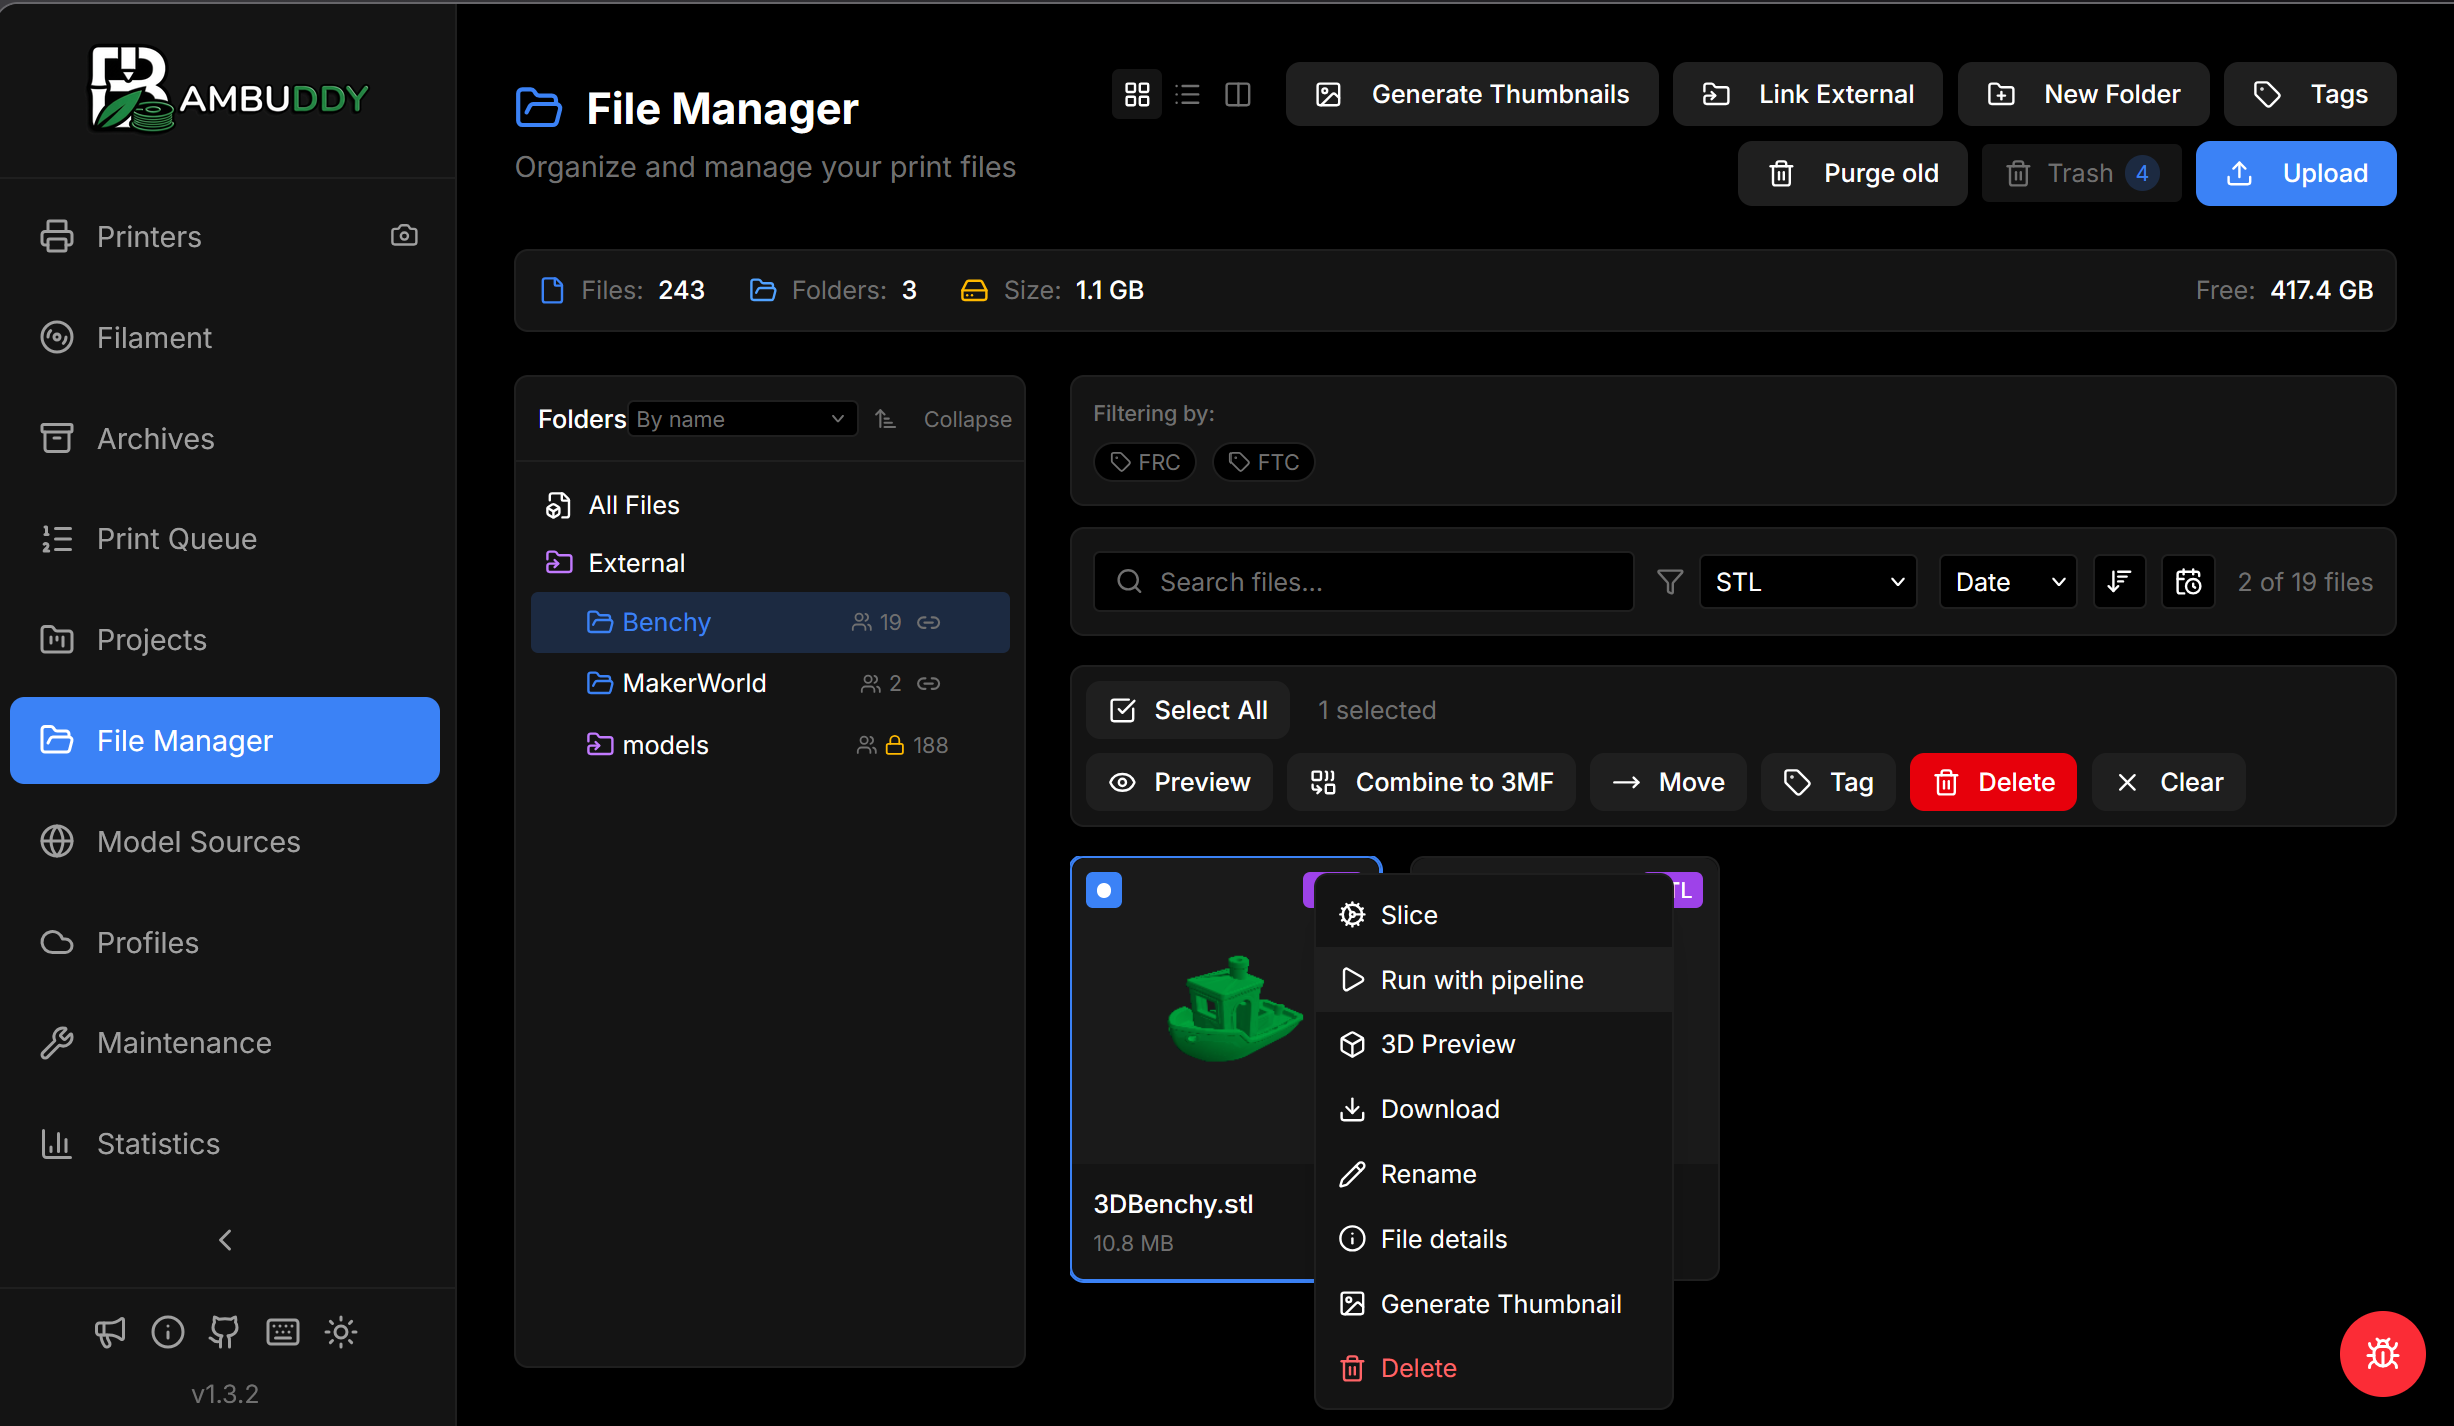 AMBUDDY
Printers
Filament
Archives
Print Queue
Projects
File Manager
Model Sources
Profiles
Maintenance
Statistics
v1.3.2
File Manager
Organize and manage your print files
Generate Thumbnails
Link External
New Folder
Tags
Purge old
Trash 4
Upload
Files: 243
Folders: 3
Size: 1.1 GB
Free: 417.4 GB
Folders By name Collapse
All Files
External
Benchy 19
MakerWorld 2
models 188
Filtering by:
FRC FTC
Search files...
STL
Date
2 of 19 files
Select All 1 selected
Preview
Combine to 3MF
Move
Tag
Delete
Clear
TL
3DBenchy.stl
10.8 MB
Slice
Run with pipeline
3D Preview
Download
Rename
File details
Generate Thumbnail
Delete